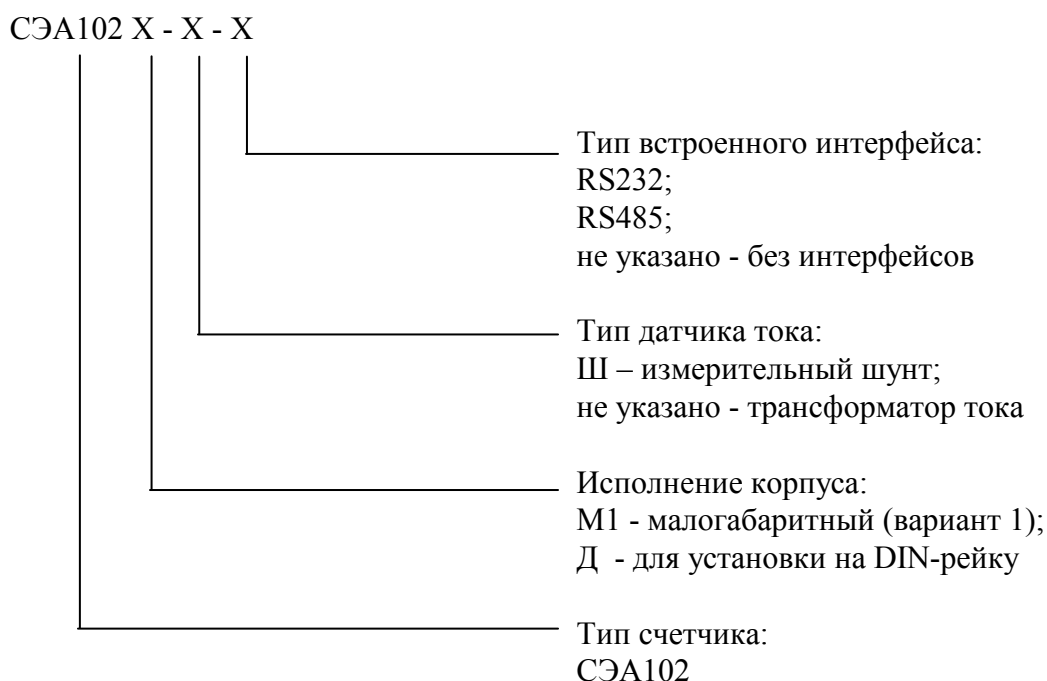 СЭА102 Х - Х - Х
Тип встроенного интерфейса:
RS232;
RS485;
не указано - без интерфейсов
Тип датчика тока:
Ш – измерительный шунт;
не указано - трансформатор тока
Исполнение корпуса:
М1 - малогабаритный (вариант 1);
Д - для установки на DIN-рейку
Тип счетчика:
СЭА102